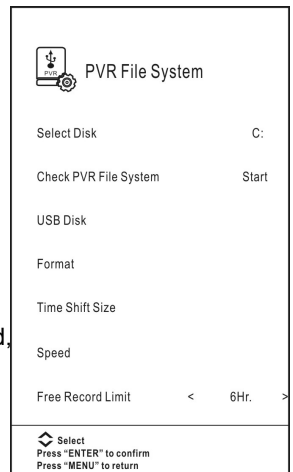 PVR
PVR File System
Select Disk C:
Check PVR File System Start
USB Disk
Format
Time Shift Size
d,
Speed
Free Record Limit < 6Hr. >
Select
Press “ENTER” to confirm
Press “MENU” to return